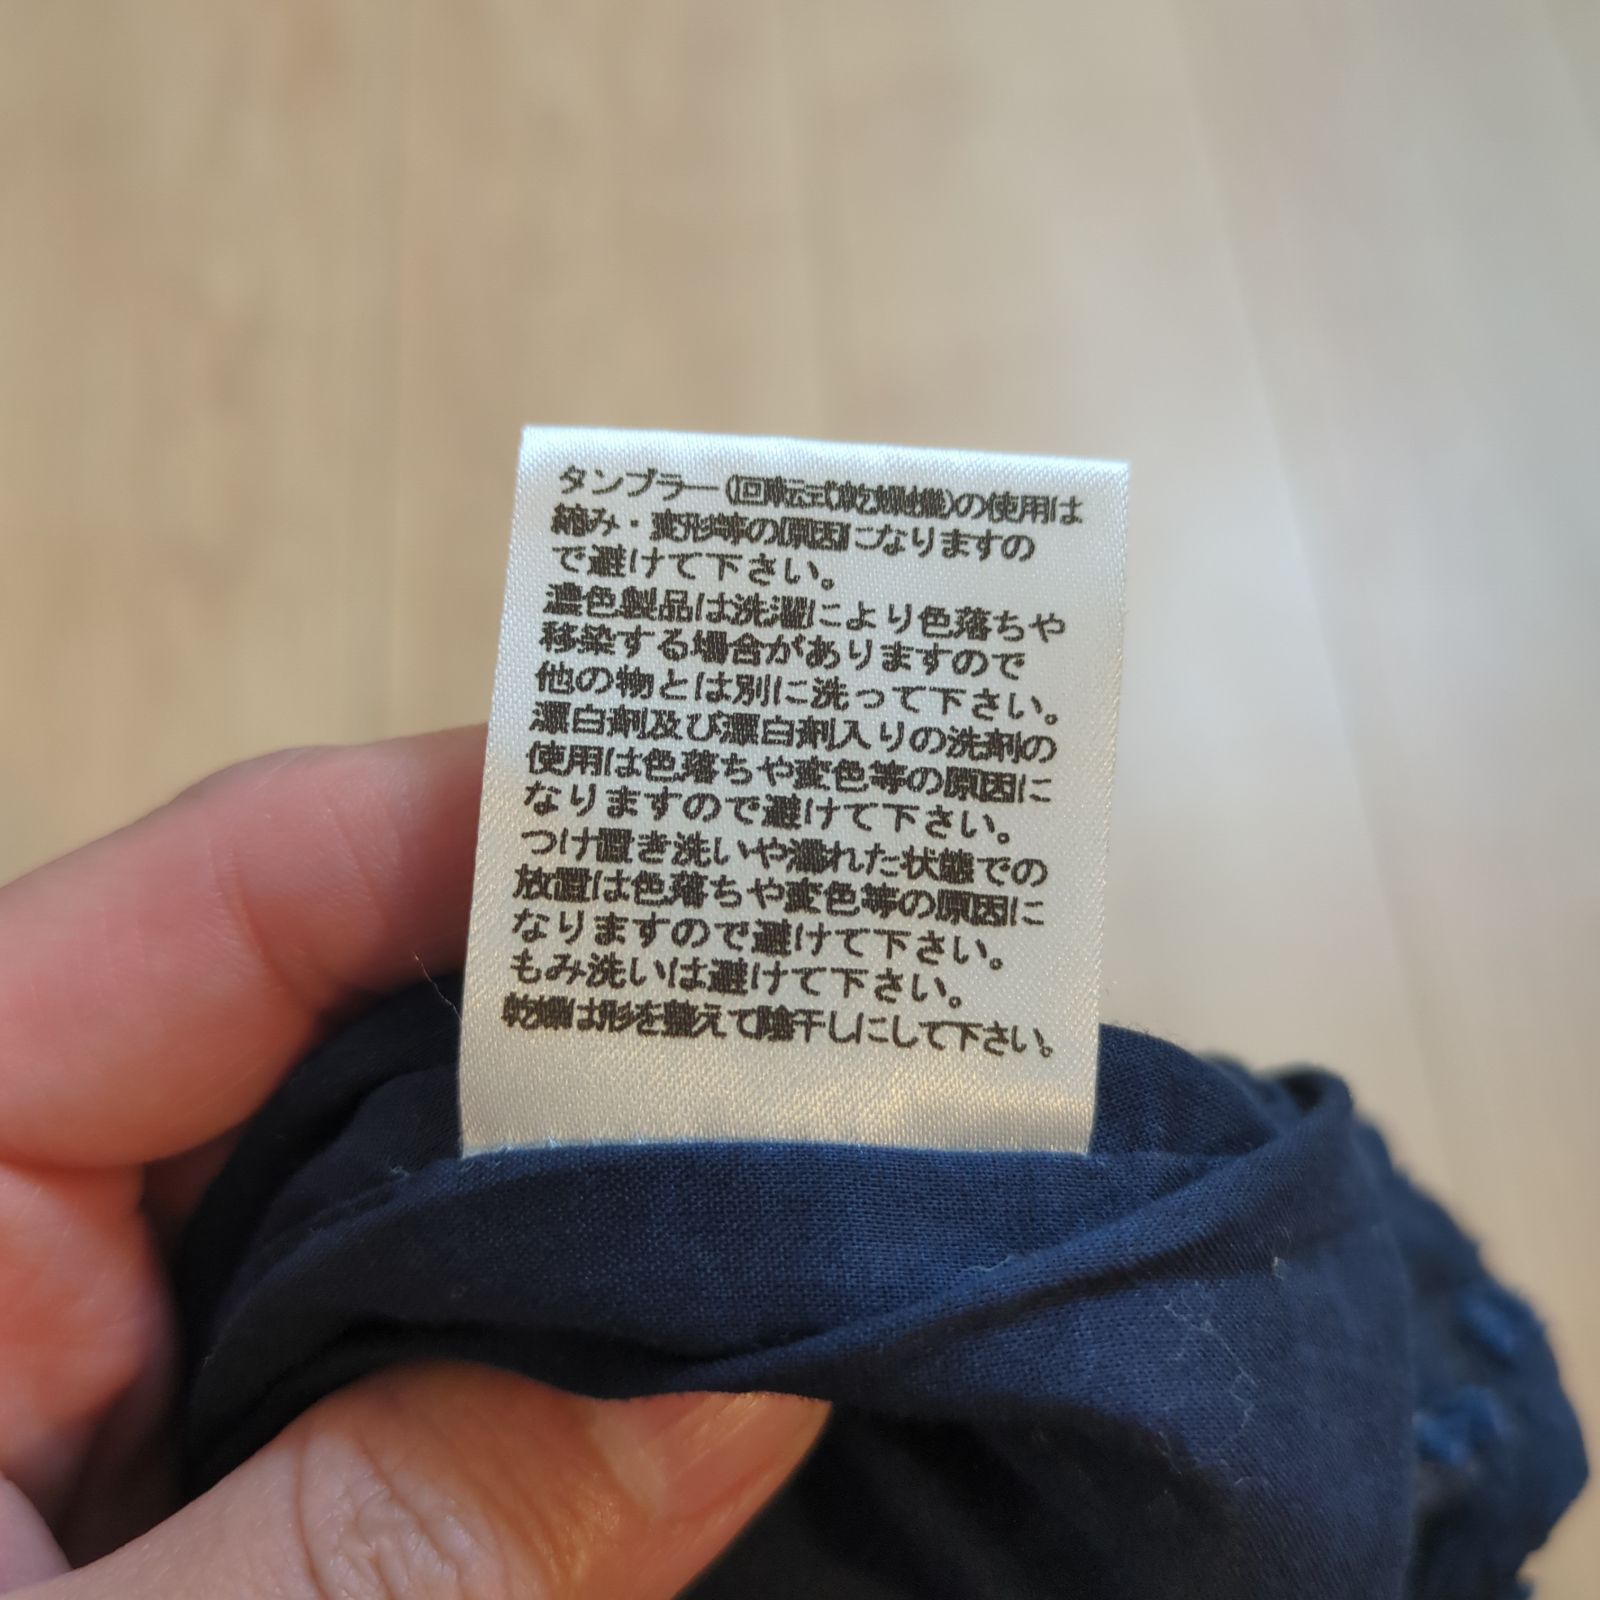 タンブラー(回転式乾燥機)の使用は
縮み・変形等の原因になりますの
で避けて下さい。
濃色製品は洗濯により色落ちや
移染する場合がありますので
他の物とは別に洗って下さい。
漂白剤及び漂白剤入りの洗剤の
使用は色落ちや変色等の原因に
なりますので避けて下さい。
つけ置き洗いや濡れた状態での
放置は色落ちや変色等の原因に
なりますので避けて下さい。
もみ洗いは避けて下さい。
乾燥は形を整えて陰干しにして下さい。